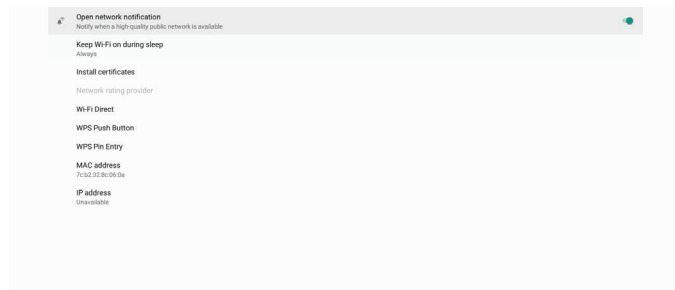 Open network notification
Notify when a high-quality public network is available
Keep Wi-Fi on during sleep
Always
Install certificates
Network rating provider
Wi-Fi Direct
WPS Push Button
WPS Pin Entry
MAC address
7c:b2:32:8c:06:0a
IP address
Unavailable